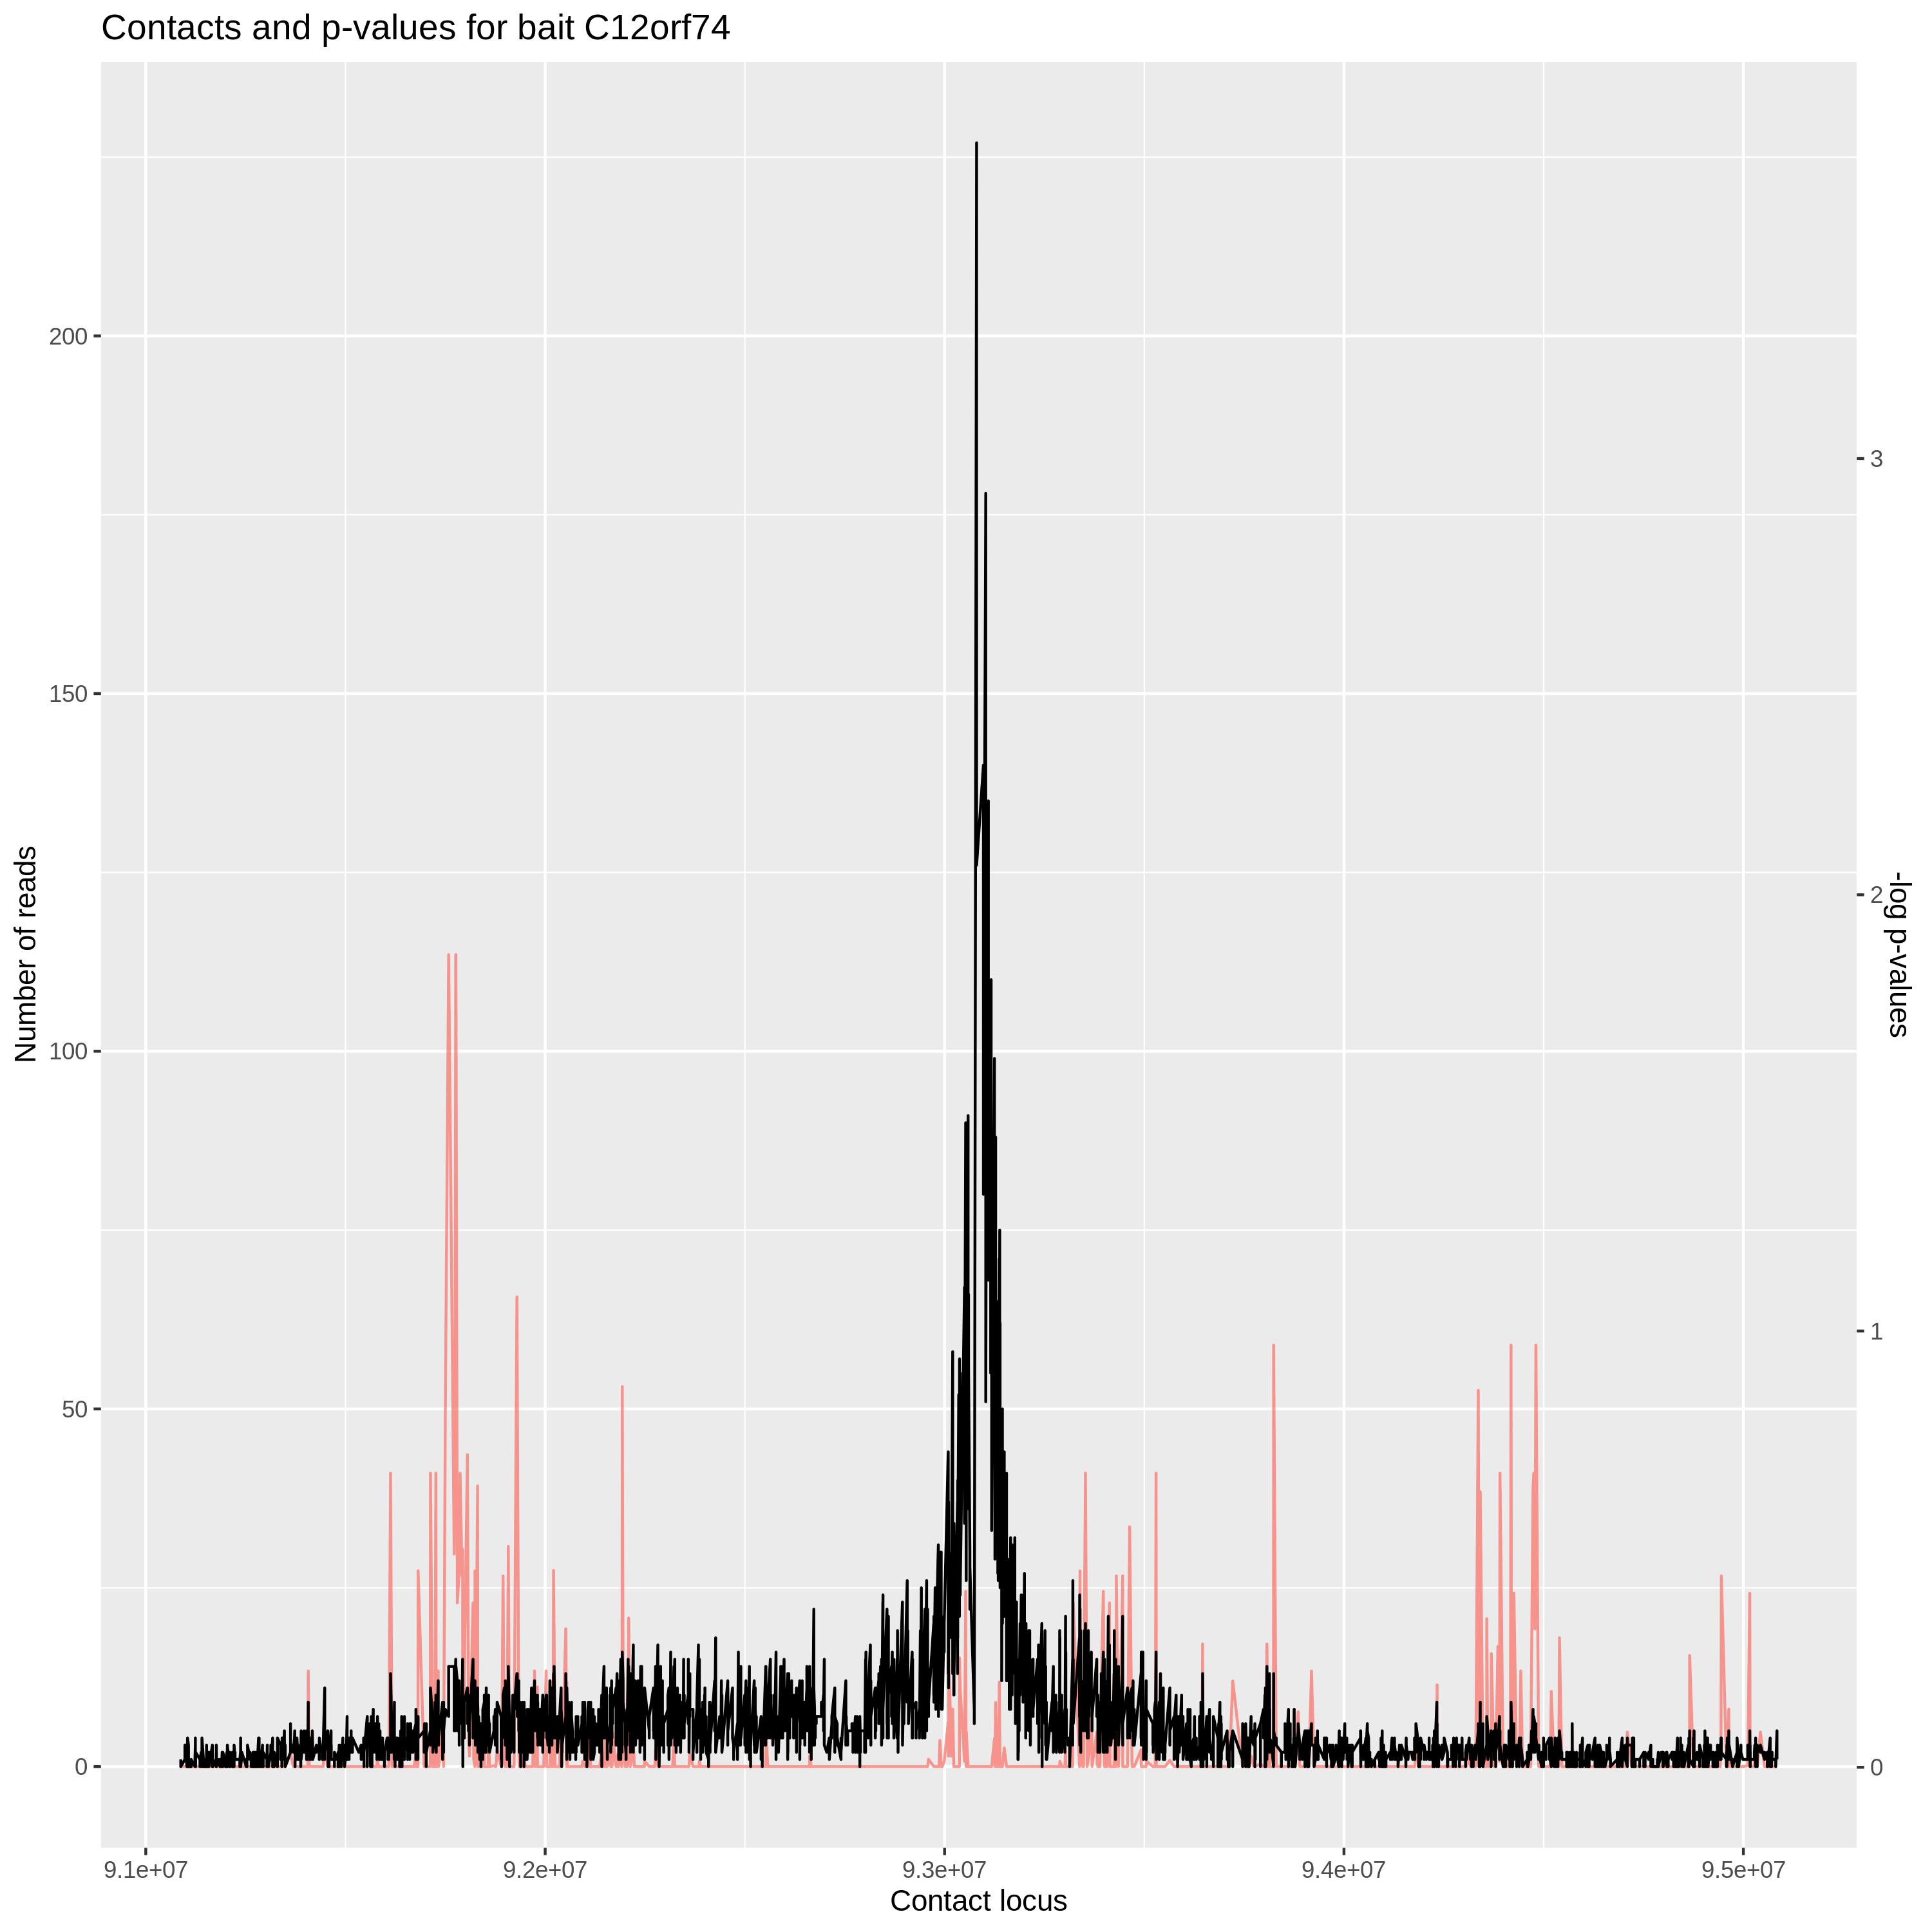 Contacts and p-values for bait C12orf74
Number of reads
200
150
100
50
0
3
2
1
0
-log p-values
9.1e+07 9.2e+07 9.3e+07 9.4e+07 9.5e+07
Contact locus